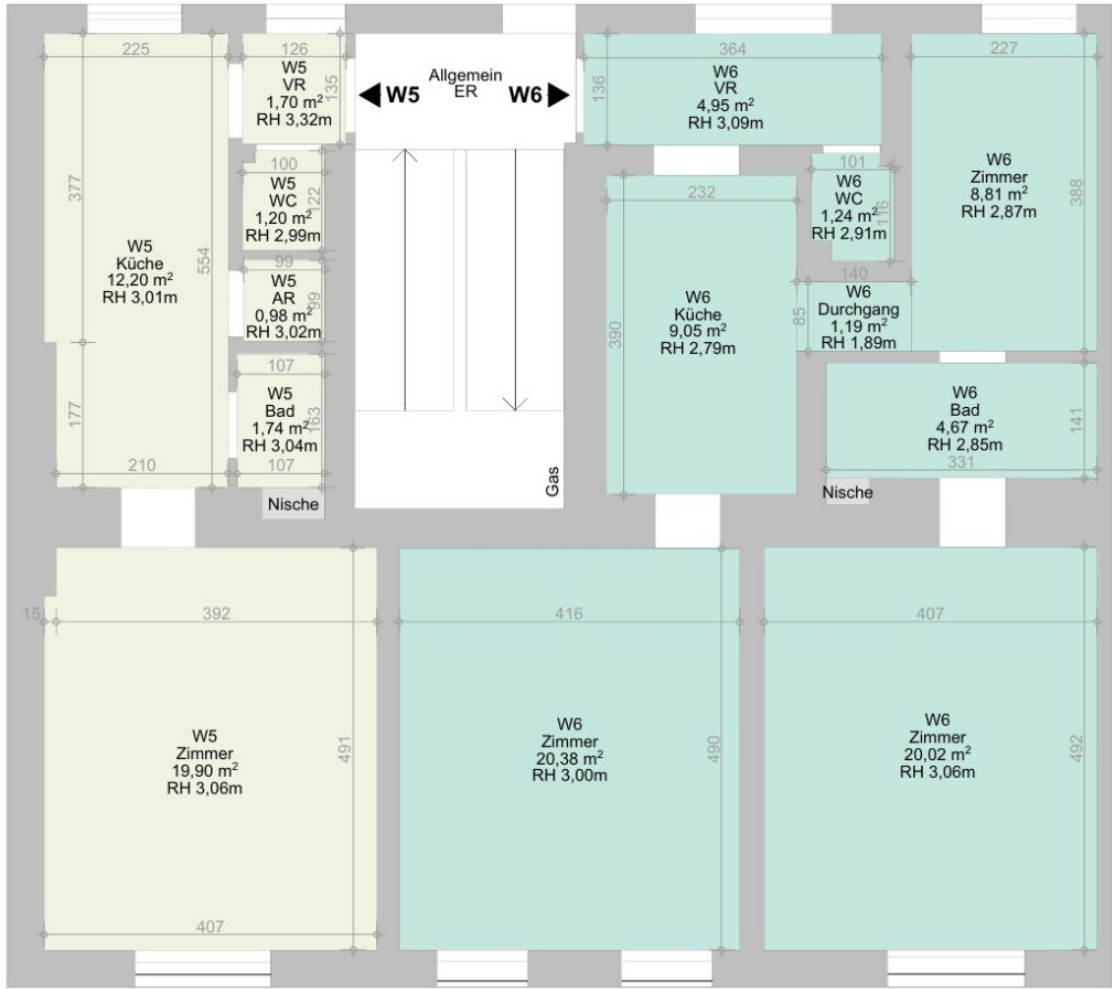 225
126
W5
VR
1,70 m²
RH 3,32m
135
Allgemein
ER
W5
W6
364
136
W6
VR
4,95 m²
RH 3,09m
227
377
554
W5
Küche
12,20 m²
RH 3,01m
100
W5
WC
1,20 m²
RH 2,99m
122
99
W5
AR
0,98 m²
RH 3,02m
99
107
W5
Bad
1,74 m²
RH 3,04m
163
107
177
210
Nische
232
390
W6
Küche
9,05 m²
RH 2,79m
101
W6
WC
1,24 m²
RH 2,91m
116
W6
Zimmer
8,81 m²
RH 2,87m
388
140
85
W6
Durchgang
1,19 m²
RH 1,89m
W6
Bad
4,67 m²
RH 2,85m
141
331
Nische
Gas
15
392
W5
Zimmer
19,90 m²
RH 3,06m
491
407
416
W6
Zimmer
20,38 m²
RH 3,00m
490
407
W6
Zimmer
20,02 m²
RH 3,06m
492